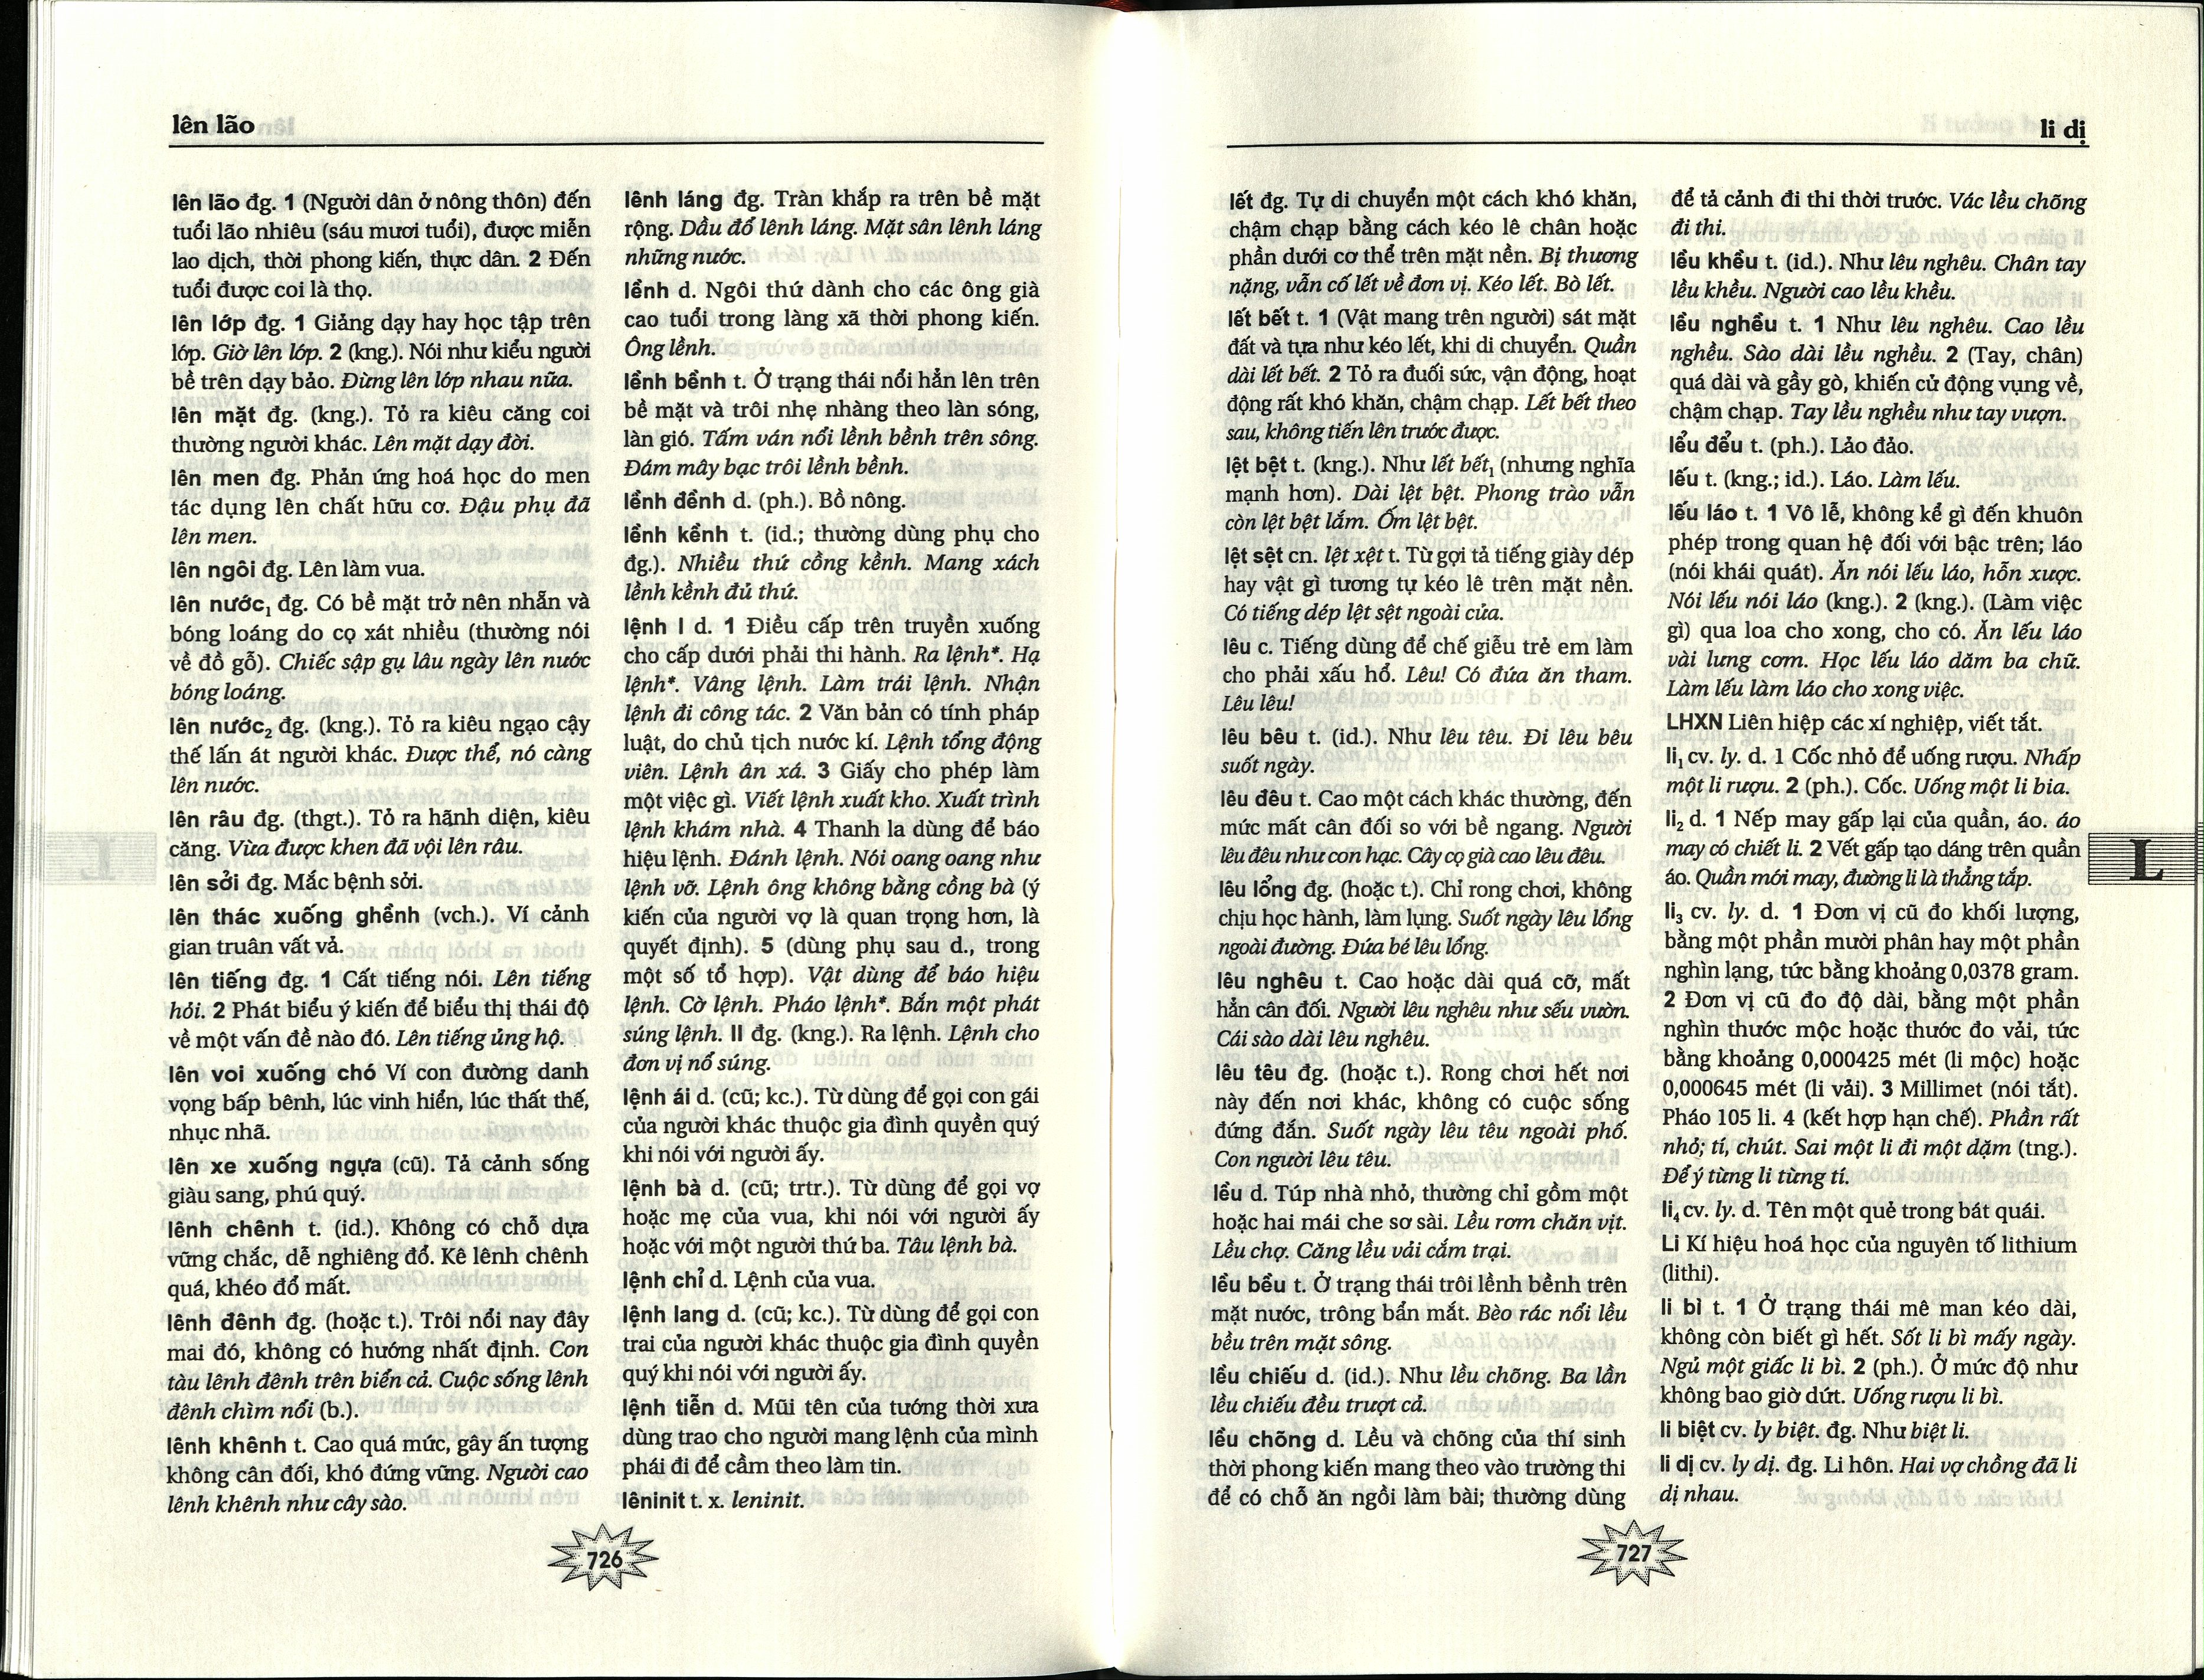 lên lão
lên lão đg. 1 (Người dân ở nông thôn) đến
tuổi lão nhiêu (sáu mươi tuổi), được miễn
lao dịch, thời phong kiến, thực dân. 2 Đến
tuổi được coi là thọ.
lên lớp đg. 1 Giảng dạy hay học tập trên
lớp. Giờ lên lớp. 2 (kng.). Nói như kiểu người
bề trên dạy bảo. Đừng lên lớp nhau nữa.
lên mặt đg. (kng.). Tỏ ra kiêu căng coi
thường người khác. Lên mặt dạy đời.
lên men đg. Phản ứng hoá học do men
tác dụng lên chất hữu cơ. Đậu phụ đã
lên men.
lên ngôi đg. Lên làm vua.
lên nước₁ đg. Có bề mặt trở nên nhẵn và
bóng loáng do cọ xát nhiều (thường nói
về đồ gỗ). Chiếc sập gụ lâu ngày lên nước
bóng loáng.
lên nước₂ đg. (kng.). Tỏ ra kiêu ngạo cậy
thế lấn át người khác. Được thể, nó càng
lên nước.
lên râu đg. (thgt.). Tỏ ra hãnh diện, kiêu
căng. Vừa được khen đã vội lên râu.
lên sởi đg. Mắc bệnh sởi.
lên thác xuống ghềnh (vch.). Ví cảnh
gian truân vất vả.
lên tiếng đg. 1 Cất tiếng nói. Lên tiếng
hỏi. 2 Phát biểu ý kiến để biểu thị thái độ
về một vấn đề nào đó. Lên tiếng ủng hộ.
lên voi xuống chó Ví con đường danh
vọng bấp bênh, lúc vinh hiển, lúc thất thế,
nhục nhã.
lên xe xuống ngựa (cũ). Tả cảnh sống
giàu sang, phú quý.
lênh chênh t. (id.). Không có chỗ dựa
vững chắc, dễ nghiêng đổ. Kê lênh chênh
quá, khéo đổ mất.
lênh đênh đg. (hoặc t.). Trôi nổi nay đây
mai đó, không có hướng nhất định. Con
tàu lênh đênh trên biển cả. Cuộc sống lênh
đênh chìm nổi (b.).
lênh khênh t. Cao quá mức, gây ấn tượng
không cân đối, khó đứng vững. Người cao
lênh khênh như cây sào.
lênh láng đg. Tràn khắp ra trên bề mặt
rộng. Dầu đổ lênh láng. Mặt sân lênh láng
những nước.
lềnh d. Ngôi thứ dành cho các ông già
cao tuổi trong làng xã thời phong kiến.
Ông lềnh.
lềnh bềnh t. Ở trạng thái nổi hẳn lên trên
bề mặt và trôi nhẹ nhàng theo làn sóng,
làn gió. Tấm ván nổi lềnh bềnh trên sông.
Đám mây bạc trôi lềnh bềnh.
lềnh đềnh d. (ph.). Bồ nông.
lềnh kềnh t. (id.; thường dùng phụ cho
đg.). Nhiều thứ cồng kềnh. Mang xách
lềnh kềnh đủ thứ.
lệnh I d. 1 Điều cấp trên truyền xuống
cho cấp dưới phải thi hành. Ra lệnh*. Hạ
lệnh*. Vâng lệnh. Làm trái lệnh. Nhận
lệnh đi công tác. 2 Văn bản có tính pháp
luật, do chủ tịch nước kí. Lệnh tổng động
viên. Lệnh ân xá. 3 Giấy cho phép làm
một việc gì. Viết lệnh xuất kho. Xuất trình
lệnh khám nhà. 4 Thanh la dùng để báo
hiệu lệnh. Đánh lệnh. Nói oang oang như
lệnh vỡ. Lệnh ông không bằng cồng bà (ý
kiến của người vợ là quan trọng hơn, là
quyết định). 5 (dùng phụ sau d., trong
một số tổ hợp). Vật dùng để báo hiệu
lệnh. Cờ lệnh. Pháo lệnh*. Bắn một phát
súng lệnh. II đg. (kng.). Ra lệnh. Lệnh cho
đơn vị nổ súng.
lệnh ái d. (cũ; kc.). Từ dùng để gọi con gái
của người khác thuộc gia đình quyền quý
khi nói với người ấy.
lệnh bà d. (cũ; trtr.). Từ dùng để gọi vợ
hoặc mẹ của vua, khi nói với người ấy
hoặc với một người thứ ba. Tâu lệnh bà.
lệnh chỉ d. Lệnh của vua.
lệnh lang d. (cũ; kc.). Từ dùng để gọi con
trai của người khác thuộc gia đình quyền
quý khi nói với người ấy.
lệnh tiễn d. Mũi tên của tướng thời xưa
dùng trao cho người mang lệnh của mình
phái đi để cầm theo làm tin.
lêninit t. x. leninit.
726
li dị
lết đg. Tự di chuyển một cách khó khăn,
chậm chạp bằng cách kéo lê chân hoặc
phần dưới cơ thể trên mặt nền. Bị thương
nặng, vẫn cố lết về đơn vị. Kéo lết. Bò lết.
lết bết t. 1 (Vật mang trên người) sát mặt
đất và tựa như kéo lết, khi di chuyển. Quần
dài lết bết. 2 Tỏ ra đuối sức, vận động, hoạt
động rất khó khăn, chậm chạp. Lết bết theo
sau, không tiến lên trước được.
lệt bệt t. (kng.). Như lết bết₁ (nhưng nghĩa
mạnh hơn). Dài lệt bệt. Phong trào vẫn
còn lệt bệt lắm. Ốm lệt bệt.
lệt sệt cn. lệt xệt t. Từ gợi tả tiếng giày dép
hay vật gì tương tự kéo lê trên mặt nền.
Có tiếng dép lệt sệt ngoài cửa.
lêu c. Tiếng dùng để chế giễu trẻ em làm
cho phải xấu hổ. Lêu! Có đứa ăn tham.
Lêu lêu!
lêu bêu t. (id.). Như lêu têu. Đi lêu bêu
suốt ngày.
lêu đêu t. Cao một cách khác thường, đến
mức mất cân đối so với bề ngang. Người
lêu đêu như con hạc. Cây cọ già cao lêu đêu.
lêu lổng đg. (hoặc t.). Chỉ rong chơi, không
chịu học hành, làm lụng. Suốt ngày lêu lổng
ngoài đường. Đứa bé lêu lổng.
lêu nghêu t. Cao hoặc dài quá cỡ, mất
hẳn cân đối. Người lêu nghêu như sếu vườn.
Cái sào dài lêu nghêu.
lêu têu đg. (hoặc t.). Rong chơi hết nơi
này đến nơi khác, không có cuộc sống
đứng đắn. Suốt ngày lêu têu ngoài phố.
Con người lêu têu.
lều d. Túp nhà nhỏ, thường chỉ gồm một
hoặc hai mái che sơ sài. Lều rơm chăn vịt.
Lều chợ. Căng lều vải cắm trại.
lều bều t. Ở trạng thái trôi lềnh bềnh trên
mặt nước, trông bẩn mắt. Bèo rác nổi lều
bều trên mặt sông.
lều chiếu d. (id.). Như lều chõng. Ba lần
lều chiếu đều trượt cả.
lều chõng d. Lều và chõng của thí sinh
thời phong kiến mang theo vào trường thi
để có chỗ ăn ngồi làm bài; thường dùng
để tả cảnh đi thi thời trước. Vác lều chõng
đi thi.
lều khều t. (id.). Như lêu nghêu. Chân tay
lều khều. Người cao lều khều.
lều nghều t. 1 Như lêu nghêu. Cao lều
nghều. Sào dài lều nghều. 2 (Tay, chân)
quá dài và gầy gò, khiến cử động vụng về,
chậm chạp. Tay lều nghều như tay vượn.
lểu đểu t. (ph.). Lảo đảo.
lếu t. (kng.; id.). Láo. Làm lếu.
lếu láo t. 1 Vô lễ, không kể gì đến khuôn
phép trong quan hệ đối với bậc trên; láo
(nói khái quát). Ăn nói lếu láo, hỗn xược.
Nói lếu nói láo (kng.). 2 (kng.). (Làm việc
gì) qua loa cho xong, cho có. Ăn lếu láo
vài lưng cơm. Học lếu láo dăm ba chữ.
Làm lếu làm láo cho xong việc.
LHXN Liên hiệp các xí nghiệp, viết tắt.
li₁ cv. ly. d. 1 Cốc nhỏ để uống rượu. Nhấp
một li rượu. 2 (ph.). Cốc. Uống một li bia.
li₂ d. 1 Nếp may gấp lại của quần, áo. áo
may có chiết li. 2 Vết gấp tạo dáng trên quần
áo. Quần mới may, đường li là thẳng tắp.
li₃ cv. ly. d. 1 Đơn vị cũ đo khối lượng,
bằng một phần mười phân hay một phần
nghìn lạng, tức bằng khoảng 0,0378 gram.
2 Đơn vị cũ đo độ dài, bằng một phần
nghìn thước mộc hoặc thước đo vải, tức
bằng khoảng 0,000425 mét (li mộc) hoặc
0,000645 mét (li vải). 3 Millimet (nói tắt).
Pháo 105 li. 4 (kết hợp hạn chế). Phần rất
nhỏ; tí, chút. Sai một li đi một dặm (tng.).
Để ý từng li từng tí.
li₄ cv. ly. d. Tên một quẻ trong bát quái.
Li Kí hiệu hoá học của nguyên tố lithium
(lithi).
li bì t. 1 Ở trạng thái mê man kéo dài,
không còn biết gì hết. Sốt li bì mấy ngày.
Ngủ một giấc li bì. 2 (ph.). Ở mức độ như
không bao giờ dứt. Uống rượu li bì.
li biệt cv. ly biệt. đg. Như biệt li.
li dị cv. ly dị. đg. Li hôn. Hai vợ chồng đã li
dị nhau.
L
727